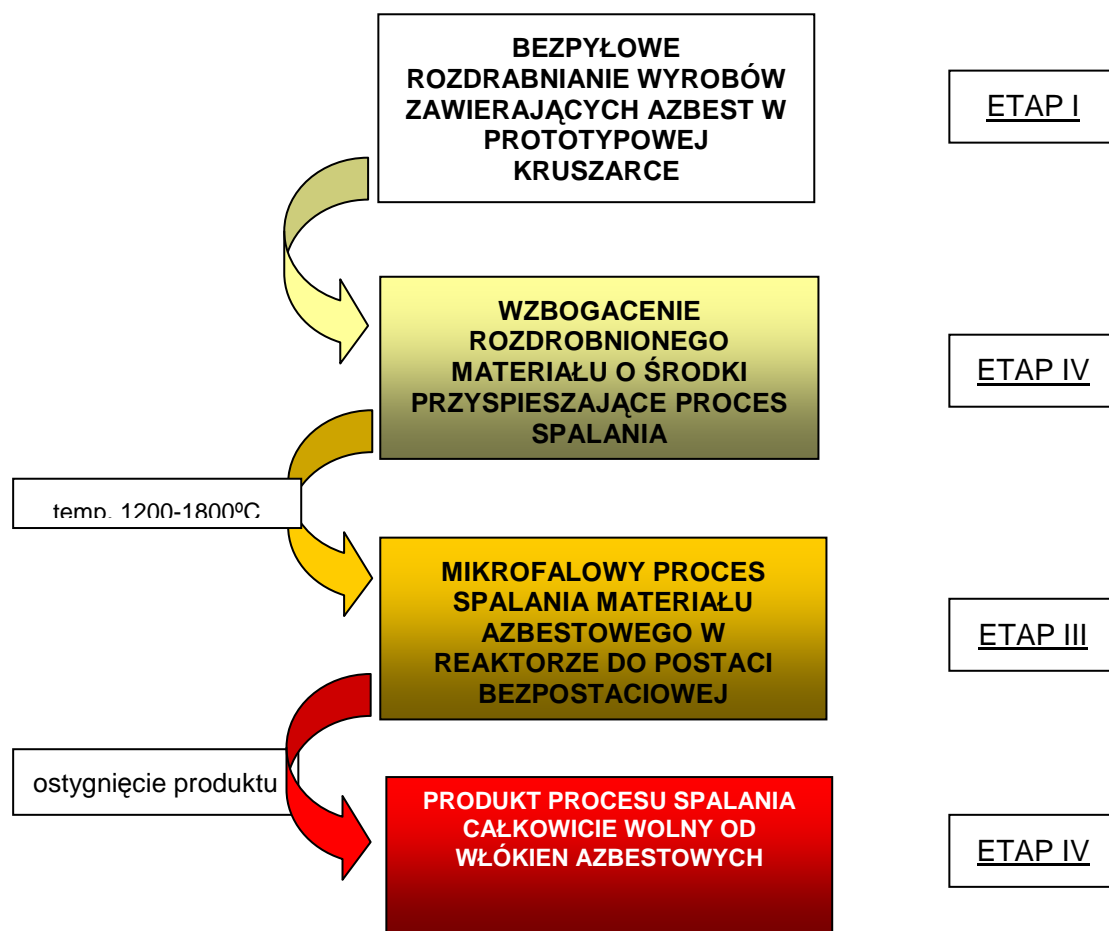 BEZPYŁOWE
ROZDRABNIANIE WYROBÓW
ZAWIERAJĄCYCH AZBEST W
PROTOTYPOWEJ
KRUSZARCE
ETAP I
WZBOGACENIE
ROZDROBNIONEGO
MATERIAŁU O ŚRODKI
PRZYSPIESZAJĄCE PROCES
SPALANIA
ETAP IV
temp. 1200-1800ºC
MIKROFALOWY PROCES
SPALANIA MATERIAŁU
AZBESTOWEGO W
REAKTORZE DO POSTACI
BEZPOSTACIOWEJ
ETAP III
ostygnięcie produktu
PRODUKT PROCESU SPALANIA
CAŁKOWICIE WOLNY OD
WŁÓKIEN AZBESTOWYCH
ETAP IV